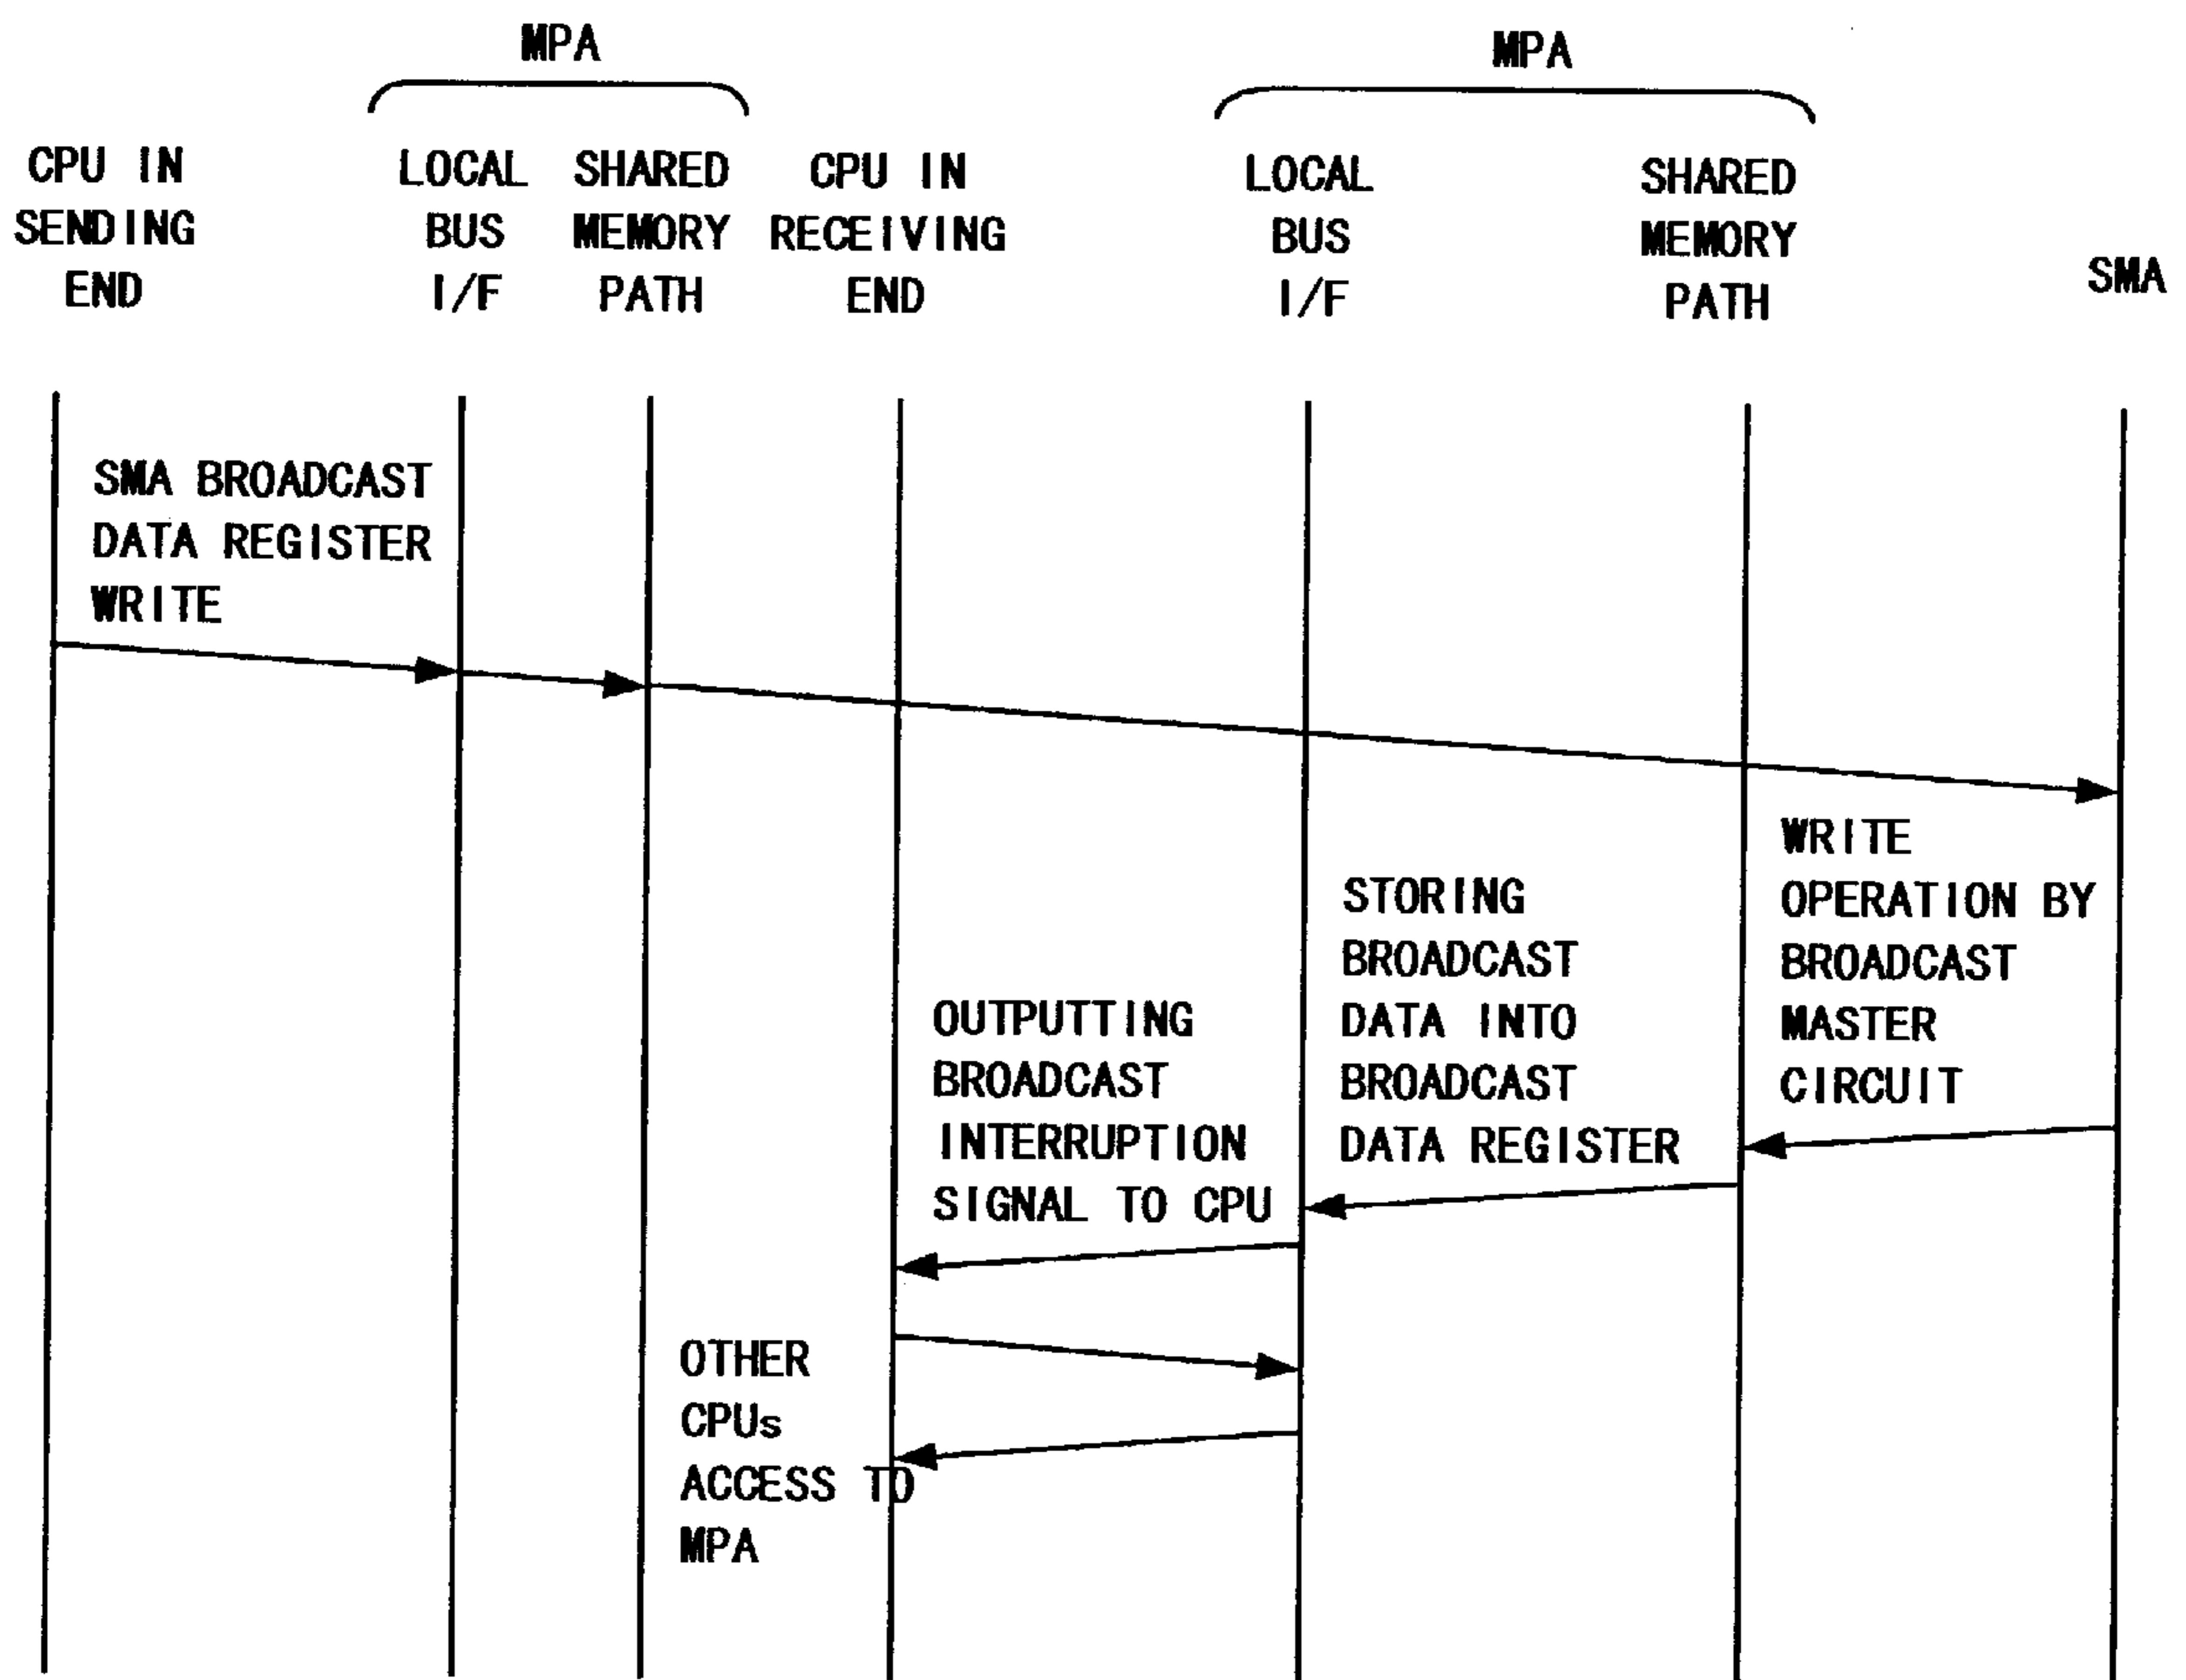 MPA
MPA
CPU IN
SENDING
END
LOCAL
BUS
I/F
SHARED
MEMORY
PATH
CPU IN
RECEIVING
END
LOCAL
BUS
I/F
SHARED
MEMORY
PATH
SMA
SMA BROADCAST
DATA REGISTER
WRITE
WRITE
OPERATION BY
BROADCAST
MASTER
CIRCUIT
STORING
BROADCAST
DATA INTO
BROADCAST
DATA REGISTER
OUTPUTTING
BROADCAST
INTERRUPTION
SIGNAL TO CPU
OTHER
CPUs
ACCESS TO
MPA